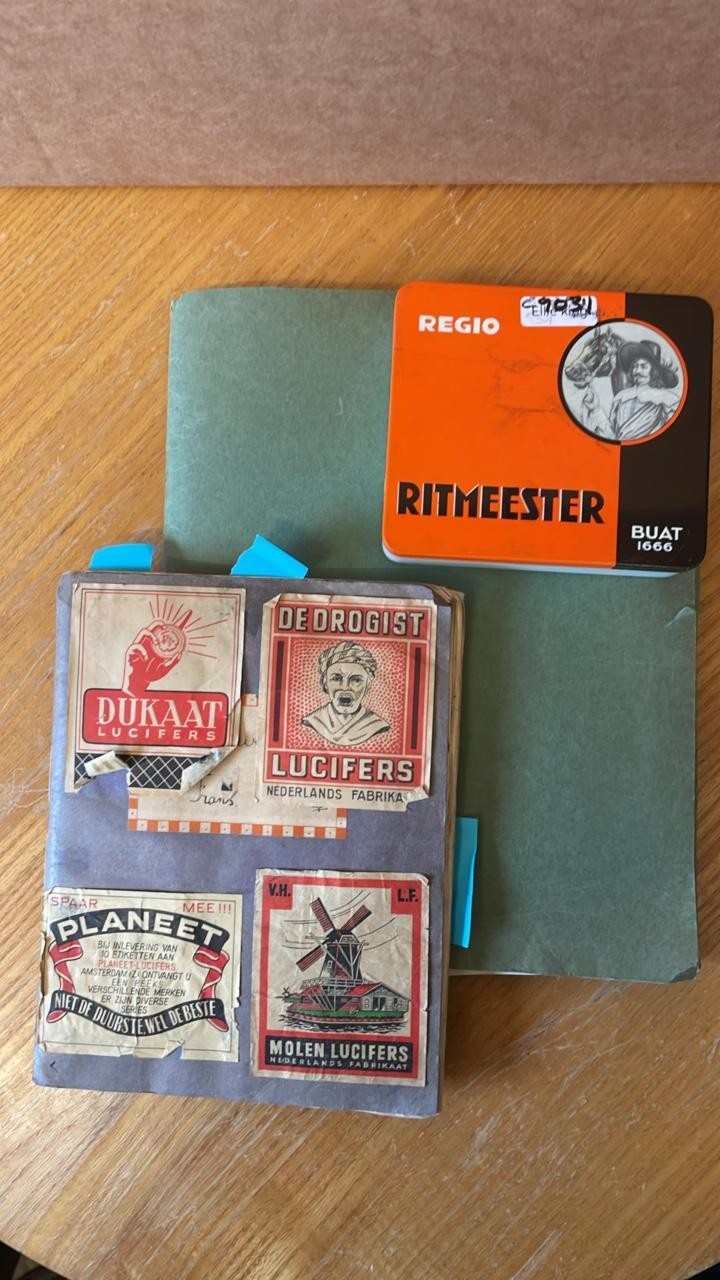 REGIO
RITMEESTER
BUAT
1666
DUKAAT
LUCIFERS
DE DROGIST
LUCIFERS
NEDERLANDS FABRIKA
Frans.
SPAAR MEE!!!
PLANEET
BIJ INLEVERING VAN
10 ETIKETTEN AAN
PLANEET-LUCIFERS
AMSTERDAM (Z) ONTVANGT U
EEN REEKS
VERSCHILLENDE MERKEN
ER ZIJN DIVERSE
SERIES
NIET DE DUURSTE, WEL DE BESTE
V.H. L.F.
MOLEN LUCIFERS
NEDERLANDS FABRIKAAT